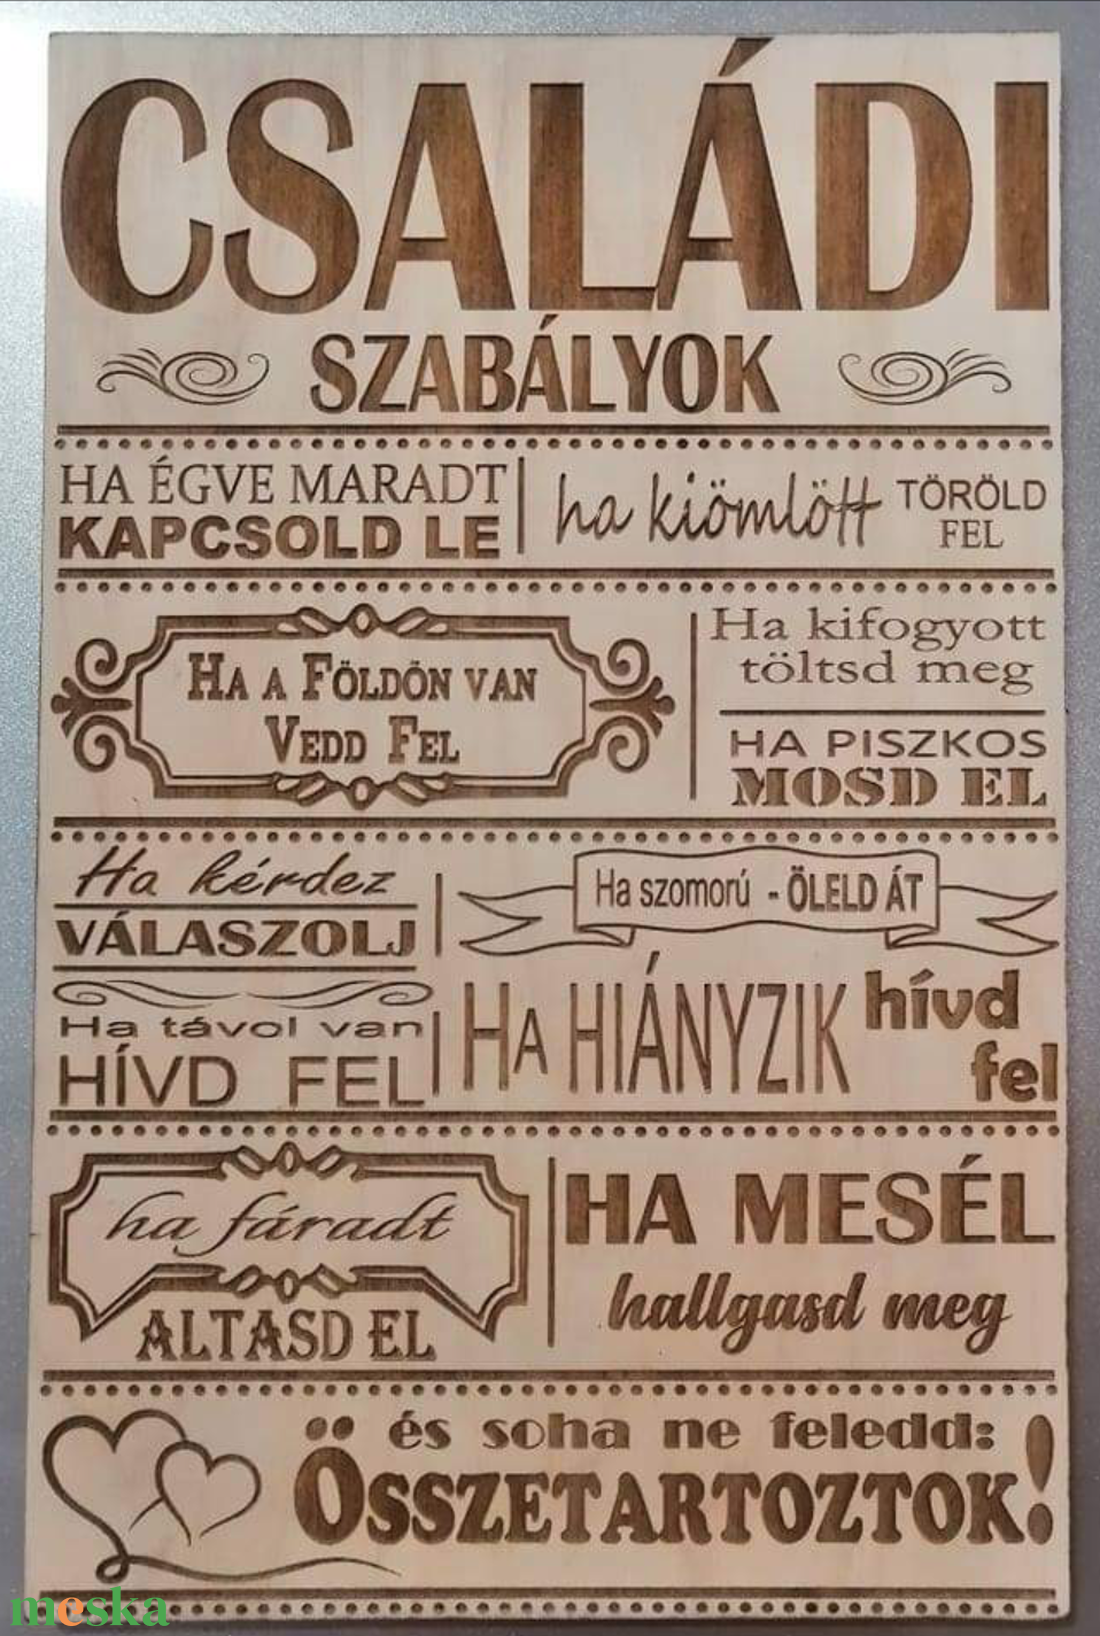 CSALÁDI
SZABÁLYOK
HA ÉGVE MARADT
KAPCSOLD LE
ha kiömlött
TÖRÖLD
FEL
HA A FÖLDÖN VAN
VEDD FEL
Ha kifogyott
töltsd meg
HA PISZKOS
MOSD EL
Ha kérdez
VÁLASZOLJ
Ha szomorú - ÖLELD ÁT
Ha távol van
HÍVD FEL
HA HIÁNYZIK
hívd
fel
ha fáradt
ALTASD EL
HA MESÉL
hallgasd meg
és soha ne feledd:
ÖSSZETARTOZTOK!
meska